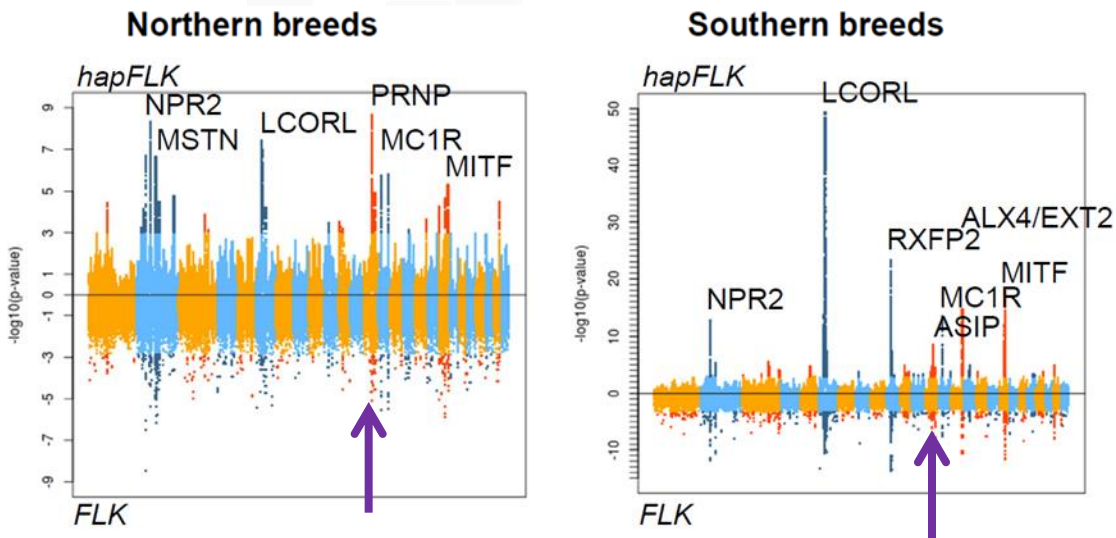 Northern breeds
hapFLK
NPR2
MSTN
LCORL
PRNP
MC1R
MITF
9
7
5
3
1
0
-1
-3
-5
-7
-9
-log10(p-value)
FLK
Southern breeds
hapFLK
LCORL
ALX4/EXT2
RXFP2
MITF
NPR2
MC1R
ASIP
50
40
30
20
10
0
-10
-log10(p-value)
FLK